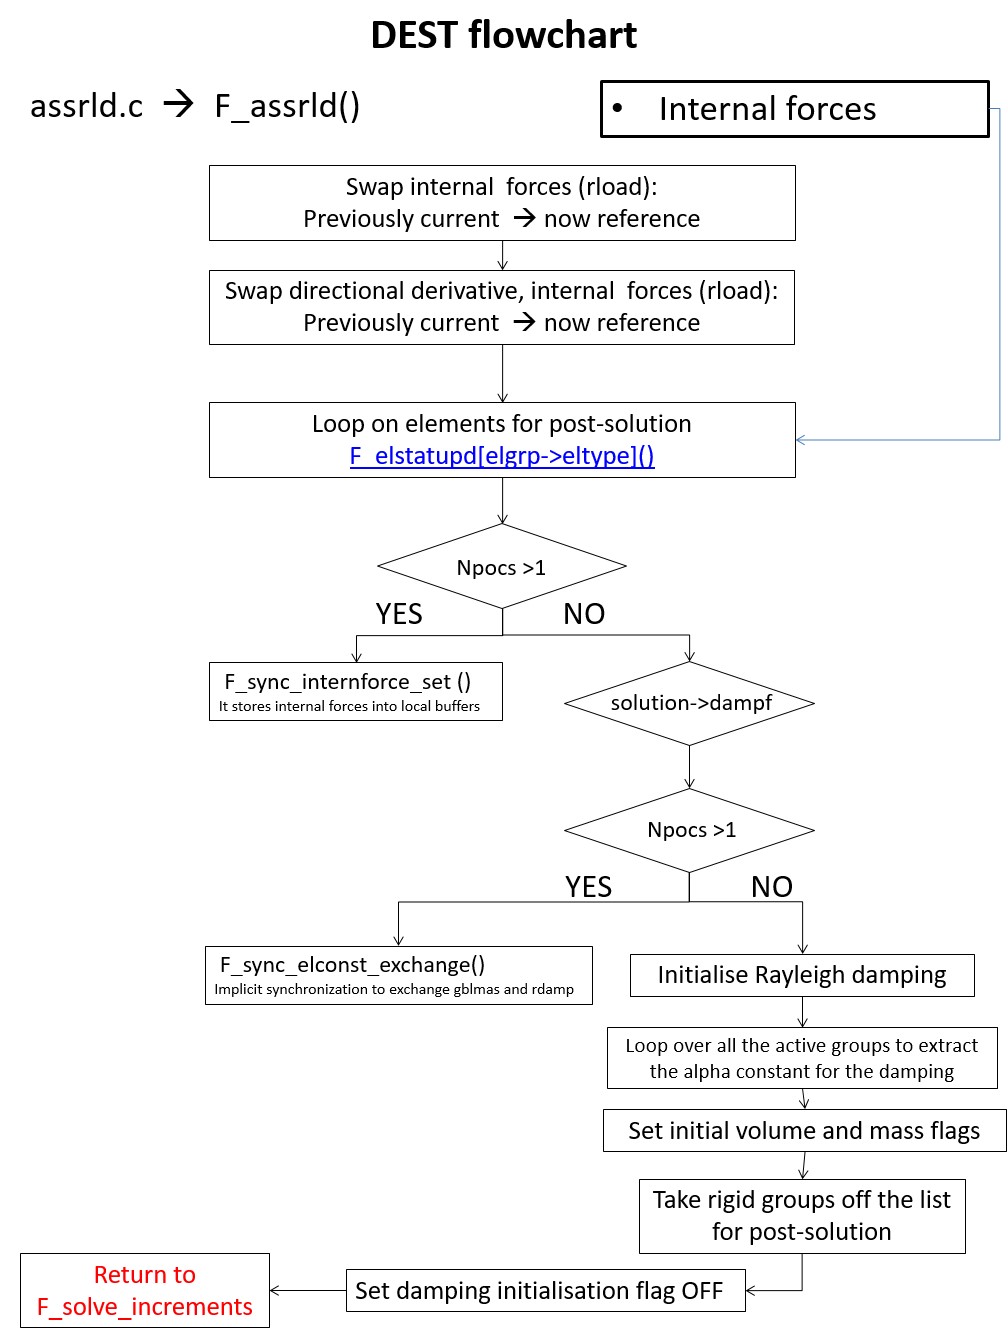 DEST flowchart
assrld.c → F_assrld()
• Internal forces
Swap internal forces (rload):
Previously current → now reference
Swap directional derivative, internal forces (rload):
Previously current → now reference
Loop on elements for post-solution
F_elstatupd[elgrp->eltype]()
Npocs >1
YES
NO
F_sync_internforce_set ()
It stores internal forces into local buffers
solution->dampf
Npocs >1
YES
NO
F_sync_elconst_exchange()
Implicit synchronization to exchange gblmas and rdamp
Initialise Rayleigh damping
Loop over all the active groups to extract
the alpha constant for the damping
Set initial volume and mass flags
Take rigid groups off the list
for post-solution
Return to
F_solve_increments
Set damping initialisation flag OFF